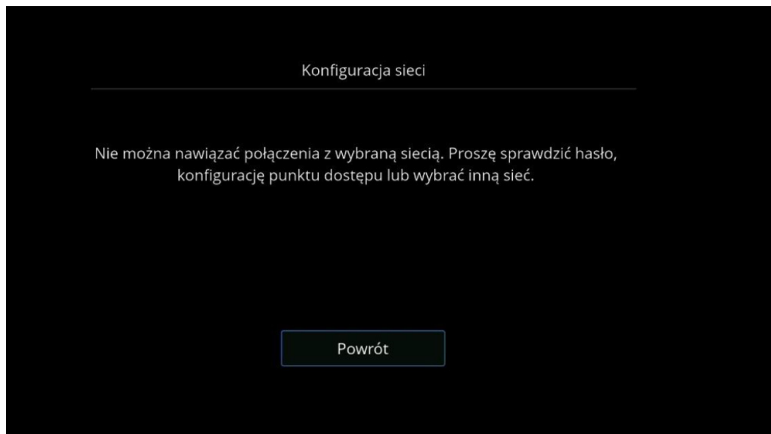 Konfiguracja sieci
Nie można nawiązać połączenia z wybraną siecią. Proszę sprawdzić hasło,
konfigurację punktu dostępu lub wybrać inną sieć.
Powrót